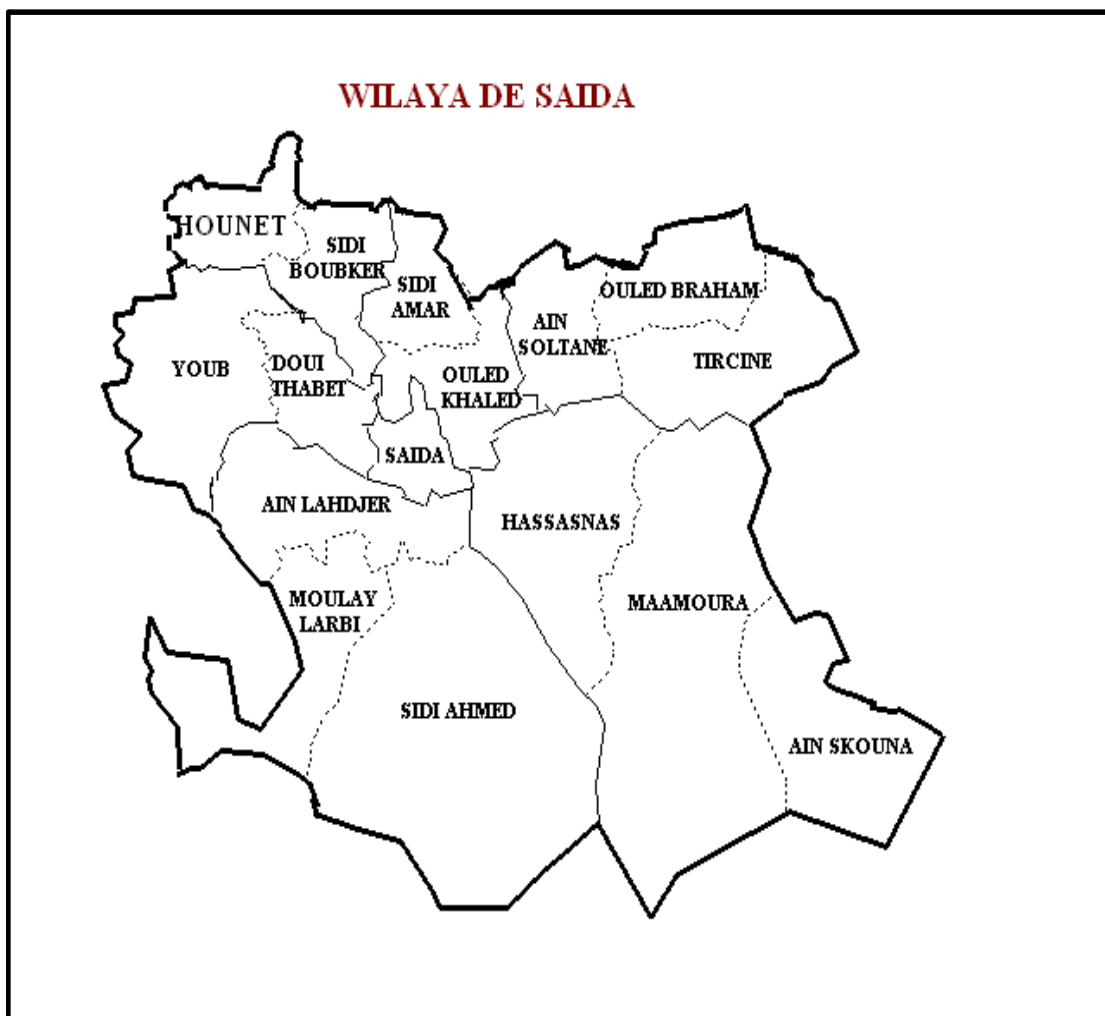 WILAYA DE SAIDA
HOUNET
SIDI
BOUBKER
SIDI
AMAR
OULED BRAHAM
AIN
SOLTANE
YOUB
DOUI
THABET
OULED
KHALED
TIRCINE
SAIDA
AIN LAHDJER
HASSASNAS
MOULAY
LARBI
MAAMOURA
SIDI AHMED
AIN SKOUNA